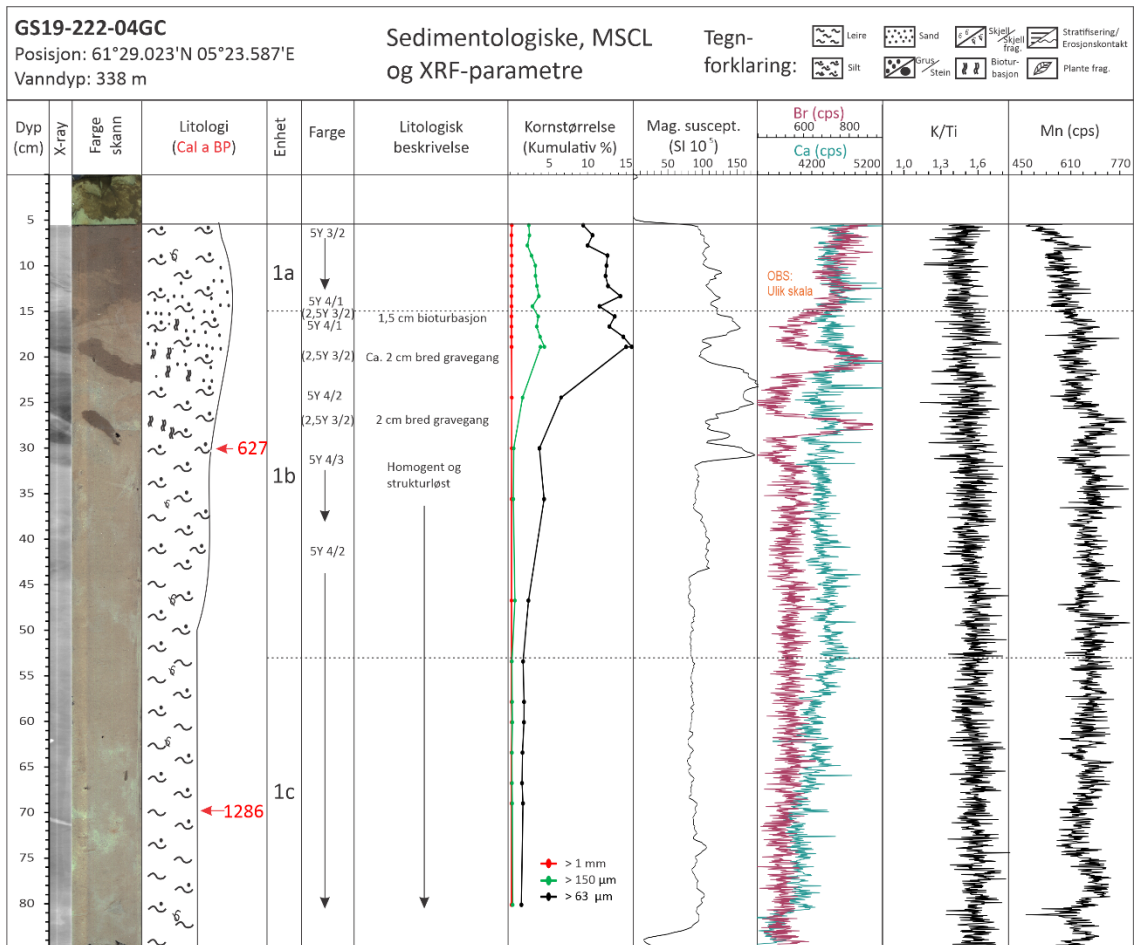 GS19-222-04GC
Posisjon: 61°29.023'N 05°23.587'E
Vanndyp: 338 m
Sedimentologiske, MSCL
og XRF-parametre
Tegn-
forklaring:
Leire
Sand
Skjell/
Skjell
frag.
Stratifisering/
Erosjonskontakt
Silt
Grus/
Stein
Biotur-
basjon
Plante frag.
Dyp
(cm)
X-ray
Farge
skann
Litologi
(Cal a BP)
Enhet
Farge
Litologisk
beskrivelse
Kornstørrelse
(Kumulativ %)
5 10 15
Mag. suscept.
(SI 10⁻⁵)
50 100 150
Br (cps)
600 800
Ca (cps)
4200 5200
K/Ti
1,0 1,3 1,6
Mn (cps)
450 610 770
5
10
15
20
25
30
35
40
45
50
55
60
65
70
75
80
627
1286
1a
1b
1c
5Y 3/2
5Y 4/1
(2,5Y 3/2)
5Y 4/1
(2,5Y 3/2)
5Y 4/2
(2,5Y 3/2)
5Y 4/3
5Y 4/2
1,5 cm bioturbasjon
Ca. 2 cm bred gravegang
2 cm bred gravegang
Homogent og
strukturløst
> 1 mm
> 150 µm
> 63 µm
OBS:
Ulik skala